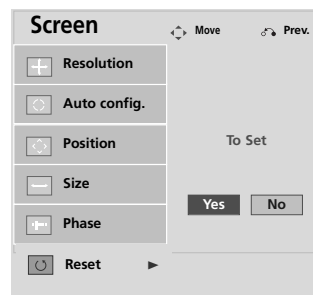 Screen
Move
Prev.
Resolution
Auto config.
Position
To Set
Size
Yes
No
Phase
Reset